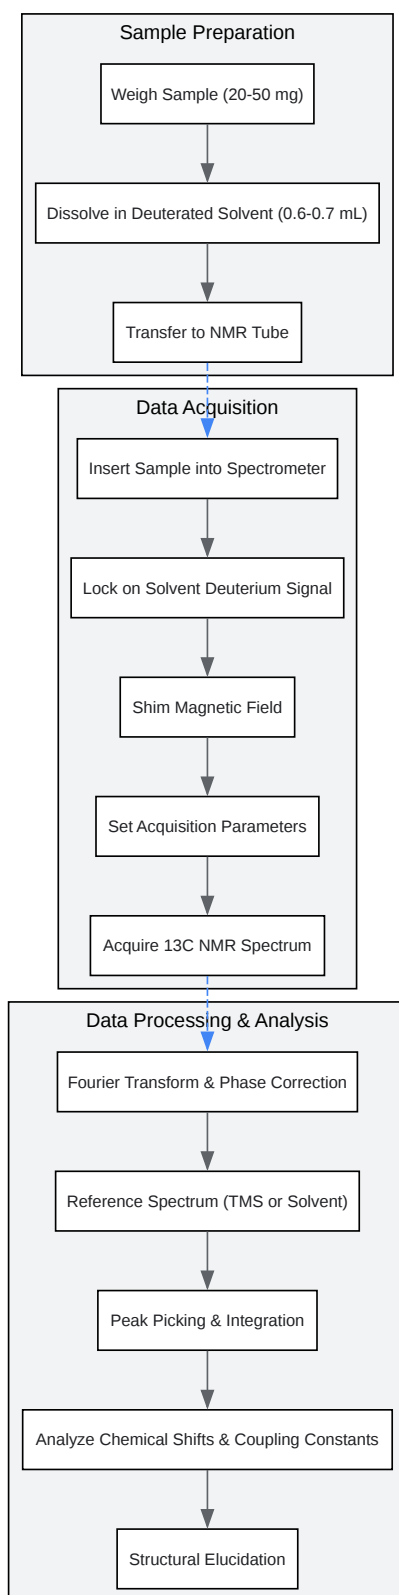 Sample Preparation
Weigh Sample (20-50 mg)
Dissolve in Deuterated Solvent (0.6-0.7 mL)
Transfer to NMR Tube
Data Acquisition
Insert Sample into Spectrometer
Lock on Solvent Deuterium Signal
Shim Magnetic Field
Set Acquisition Parameters
Acquire 13C NMR Spectrum
Data Processing & Analysis
Fourier Transform & Phase Correction
Reference Spectrum (TMS or Solvent)
Peak Picking & Integration
Analyze Chemical Shifts & Coupling Constants
Structural Elucidation